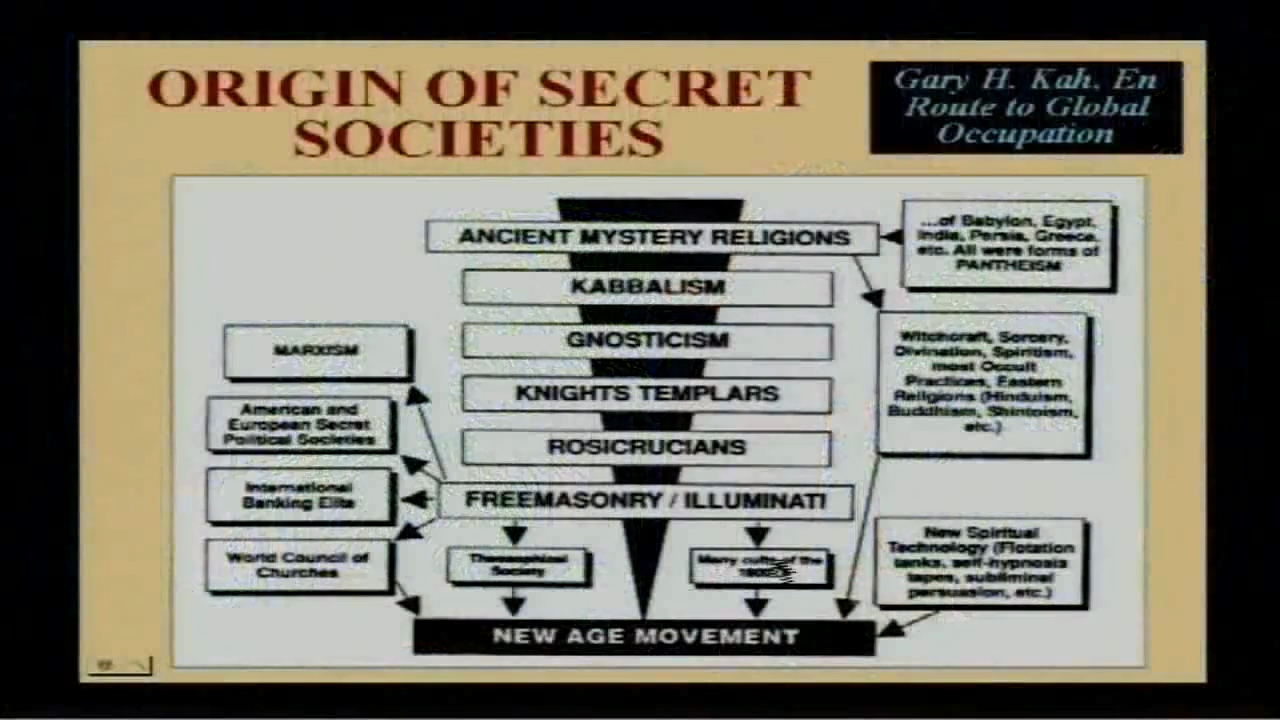 ORIGIN OF SECRET
SOCIETIES
Gary H. Kah, En
Route to Global
Occupation
ANCIENT MYSTERY RELIGIONS
...of Babylon, Egypt,
India, Persia, Greece,
etc. All were forms of
PANTHEISM
KABBALISM
GNOSTICISM
KNIGHTS TEMPLARS
ROSICRUCIANS
FREEMASONRY / ILLUMINATI
MARXISM
American and
European Secret
Political Societies
International
Banking Elite
World Council of
Churches
Witchcraft, Sorcery,
Divination, Spiritism,
most Occult
Practices, Eastern
Religions (Hinduism,
Buddhism, Shintoism,
etc.)
Theosophical
Society
Many cults of the
New Spiritual
Technology (Flotation
tanks, self-hypnosis
tapes, subliminal
persuasion, etc.)
NEW AGE MOVEMENT